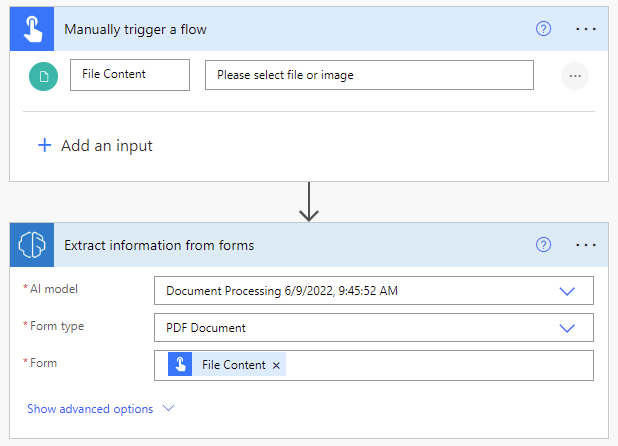 Manually trigger a flow
File Content Please select file or image
Add an input
Extract information from forms
* AI model Document Processing 6/9/2022, 9:45:52 AM
* Form type PDF Document
* Form File Content ×
Show advanced options